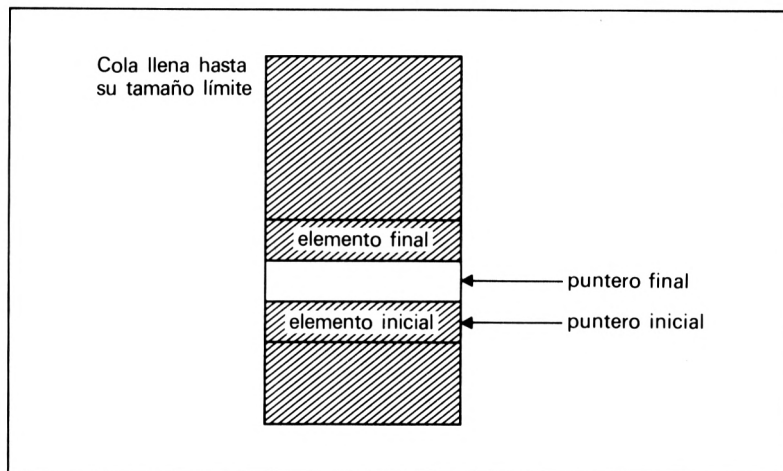 Cola llena hasta
su tamaño límite
elemento final
puntero final
elemento inicial
puntero inicial